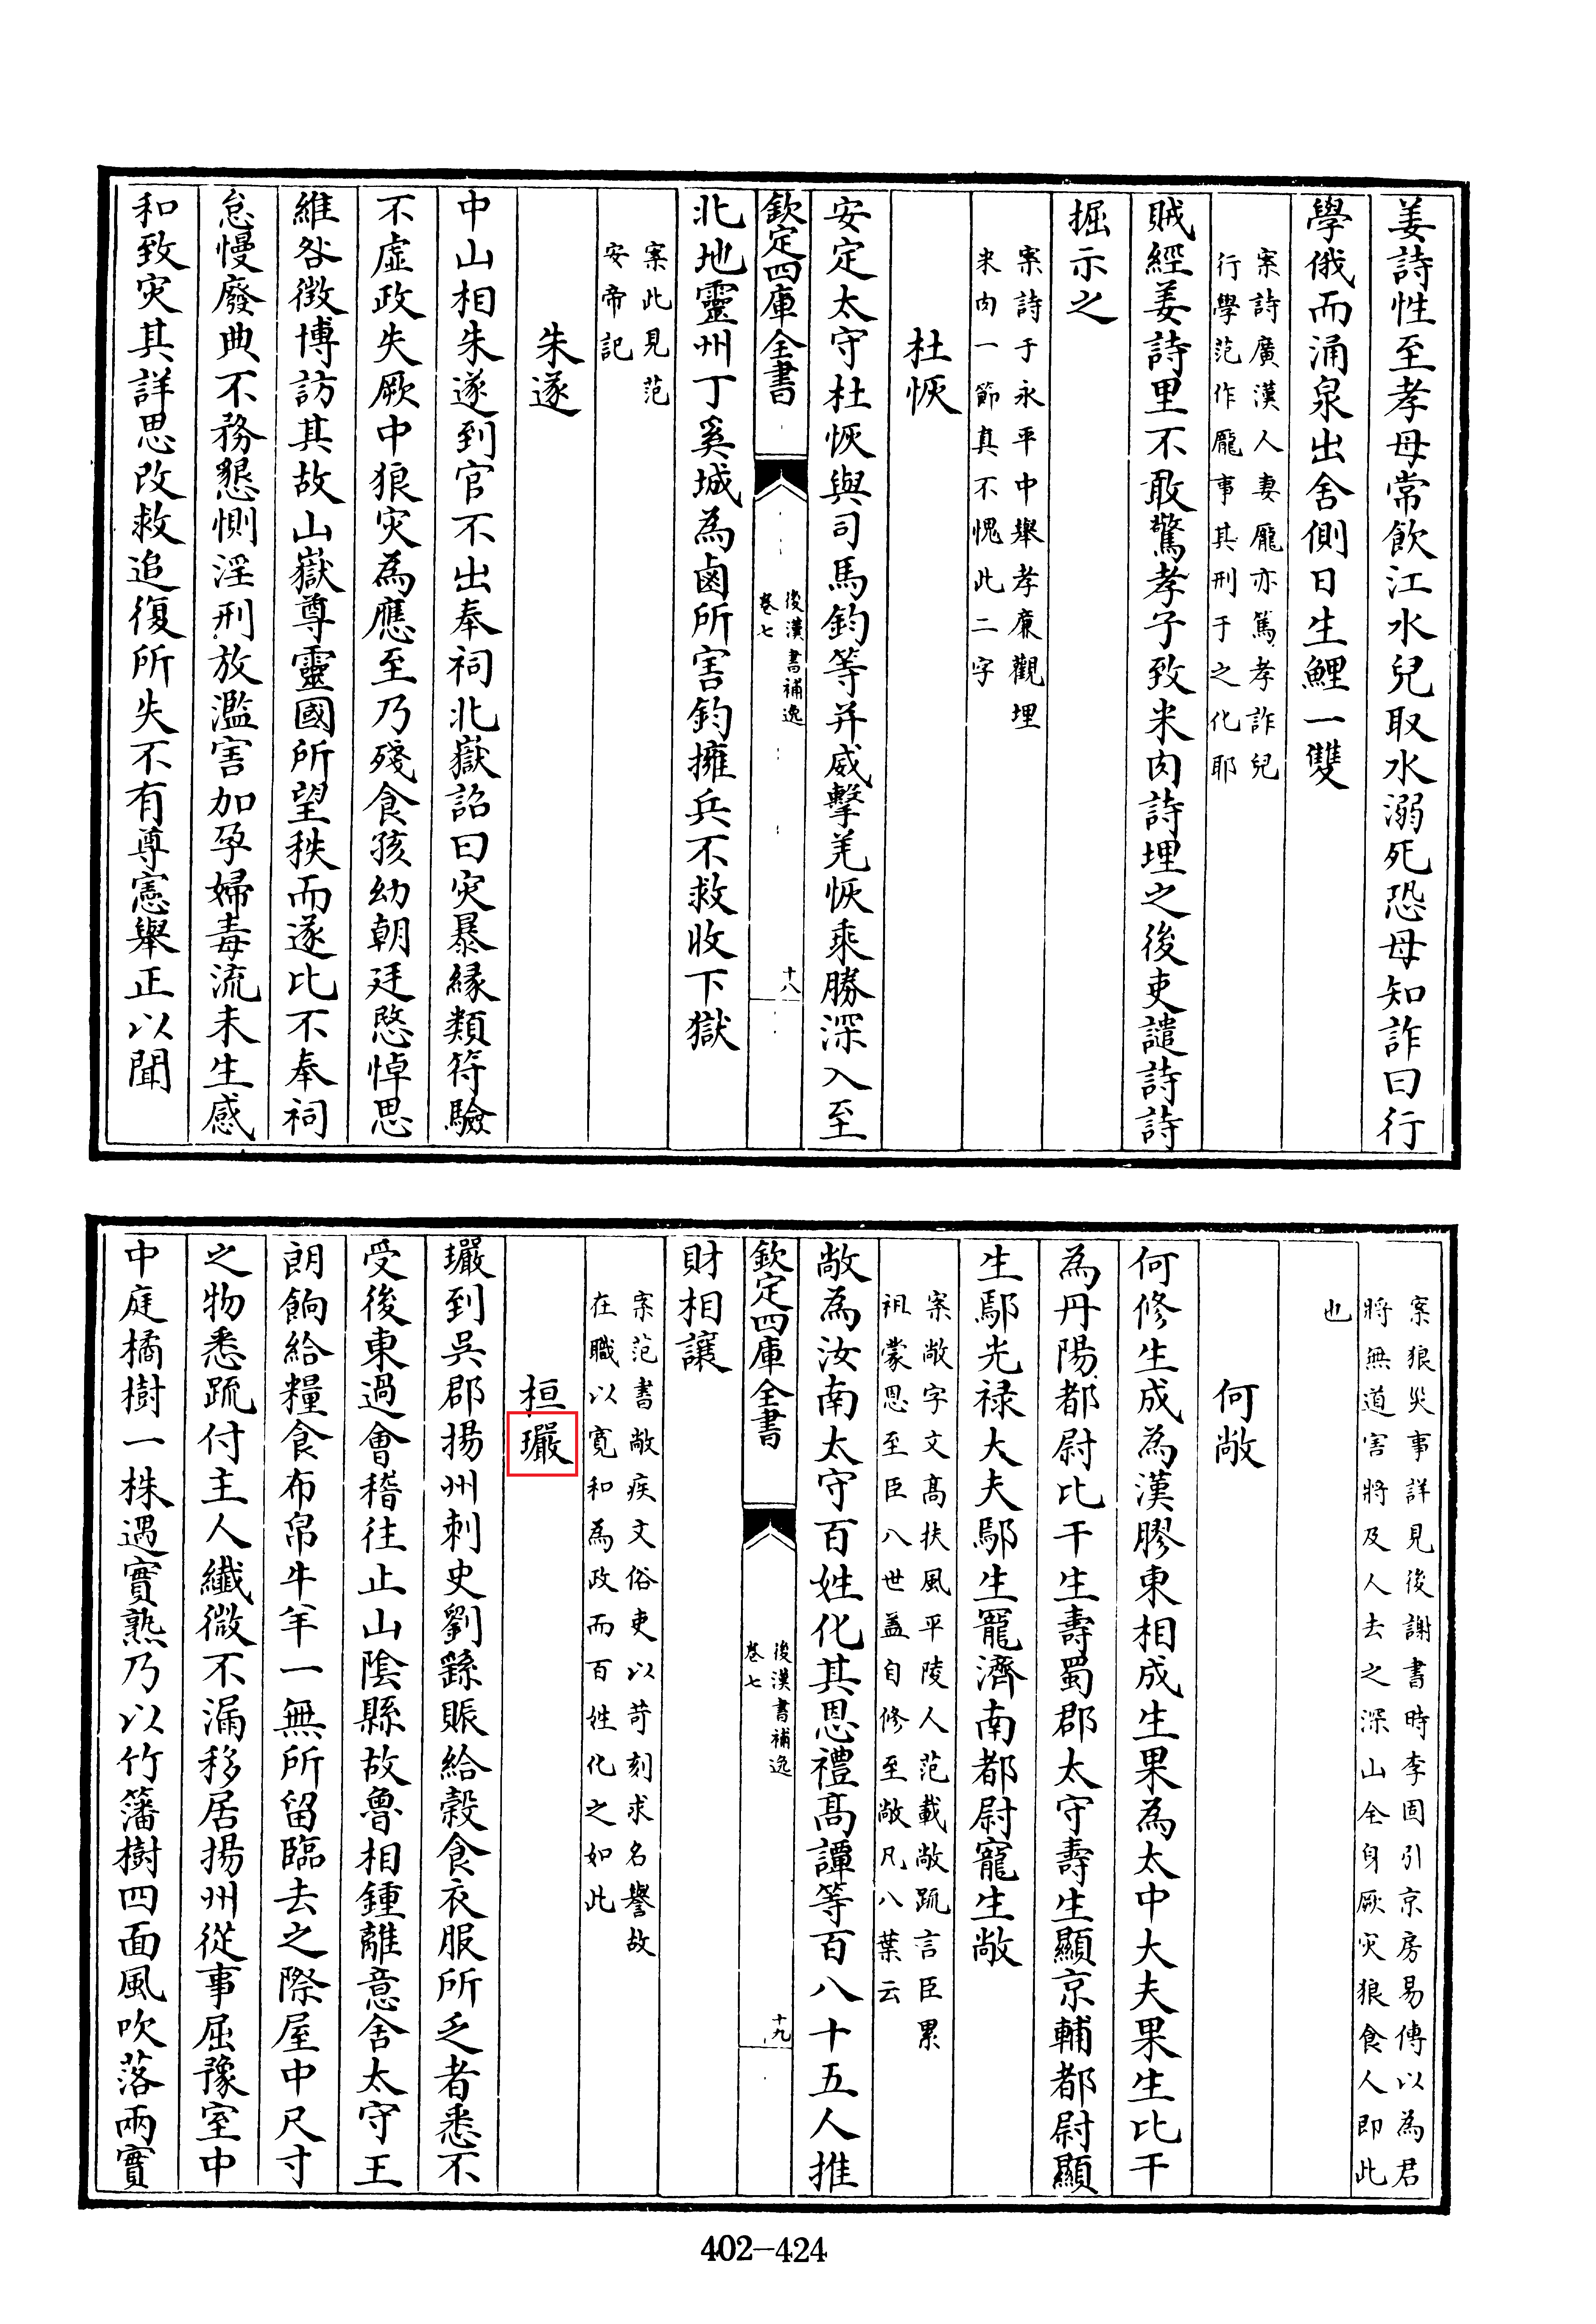 姜詩性至孝母常飲江水兒取水溺死恐母知詐曰行
學俄而涌泉出舍側日生鯉一雙
案詩廣漢人妻龎亦篤孝詐兒
行學范作龎事其刑于之化耶
賊經姜詩里不敢驚孝子致米肉詩埋之後吏譴詩詩
掘示之
案詩于永平中舉孝廉觀埋
米肉一節真不愧此二字
杜恢
安定太守杜恢與司馬鈞等并威擊羌恢乘勝深入至
欽定四庫全書
後漢書補逸
卷七
十八
北地靈州丁奚城為鹵所害鈞擁兵不救收下獄
案此見范
安帝記
朱遂
中山相朱遂到官不出奉祠北嶽詔曰灾暴縁類符驗
不虛政失厥中狼灾為應至乃殘食孩幼朝廷愍悼思
維咎徴博訪其故山嶽尊靈國所望秩而遂比不奉祠
怠慢廢典不務懇惻淫刑放濫害加孕婦毒流未生感
和致灾其詳思改救追復所失不有尊憲舉正以聞
案狼災事詳見後謝書時李固引京房易傳以為君
將無道害將及人去之深山全身厥灾狼食人即此
也
何敞
何修生成為漢膠東相成生果為太中大夫果生比干
為丹陽都尉比干生壽蜀郡太守壽生顯京輔都尉顯
生鄢光禄大夫鄢生寵濟南都尉寵生敞
案敞字文髙扶風平陵人范載敞疏言臣累
祖蒙恩至臣八世葢自修至敞凡八葉云
敞為汝南太守百姓化其恩禮髙譚等百八十五人推
欽定四庫全書
後漢書補逸
卷七
十九
財相讓
案范書敞疾文俗吏以苛刻求名譽故
在職以寛和為政而百姓化之如此
桓㘙
㘙到吳郡揚州刺史劉繇賑給穀食衣服所乏者悉不
受後東過會稽往止山陰縣故魯相鍾離意舍太守王
朗餉給糧食布帛牛羊一無所留臨去之際屋中尺寸
之物悉疏付主人纎微不漏移居揚州從事屈豫室中
中庭橘樹一株遇實熟乃以竹籓樹四面風吹落兩實
402-424